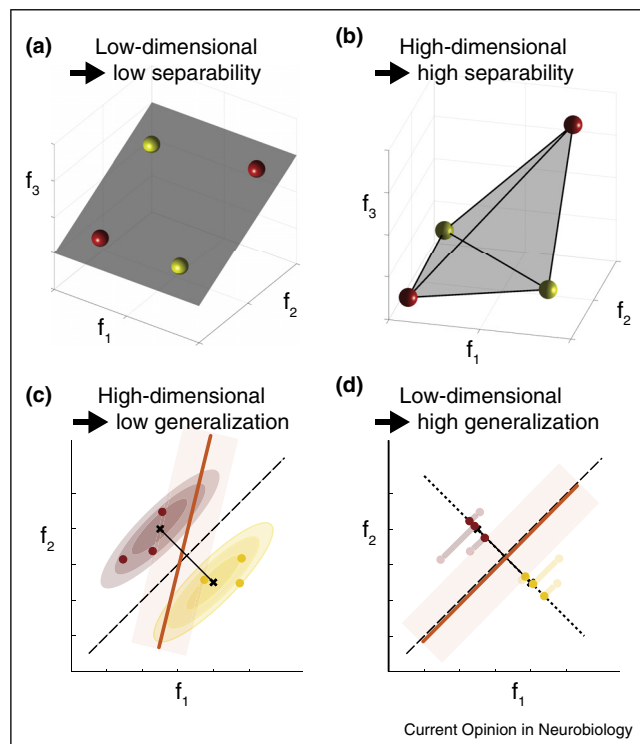 (a) Low-dimensional
low separability
f3
f1
f2
(b) High-dimensional
high separability
f3
f1
f2
(c) High-dimensional
low generalization
f2
f1
(d) Low-dimensional
high generalization
f2
f1
Current Opinion in Neurobiology